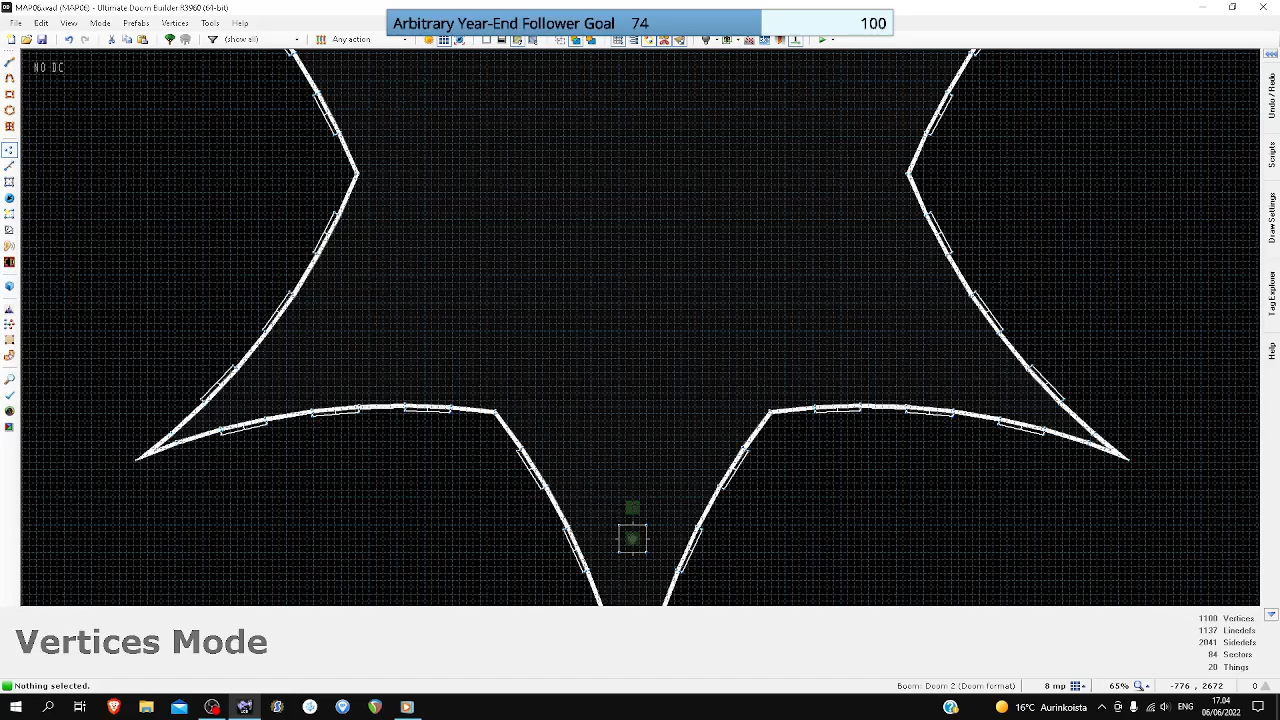 MAP06.wad (MAP06) - Ultimate Doom Builder R3960 (64-bit)
Arbitrary Year-End Follower Goal 74 100
File Edit View Mode Prefabs Vertices Tools Help
(show all) Any action
NO DC
Undo / Redo
Scripts
Draw Settings
Tag Explorer
Help
Vertices Mode
1100 Vertices
1137 Linedefs
2041 Sidedefs
84 Sectors
20 Things
Nothing selected. Boom: Doom 2 (Doom format) 8 mp 65% -776 , 2672 0
16°C Aurinkoista ENG 17.04
06/06/2022